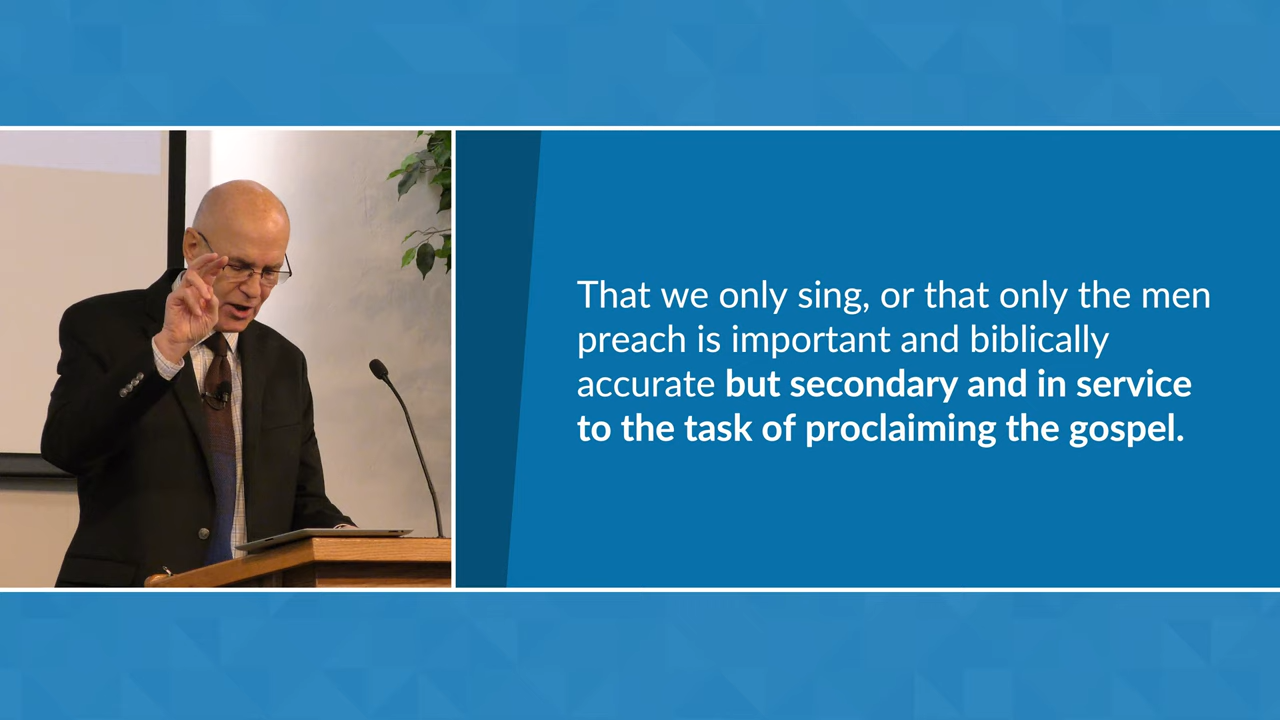 That we only sing, or that only the men
preach is important and biblically
accurate but secondary and in service
to the task of proclaiming the gospel.